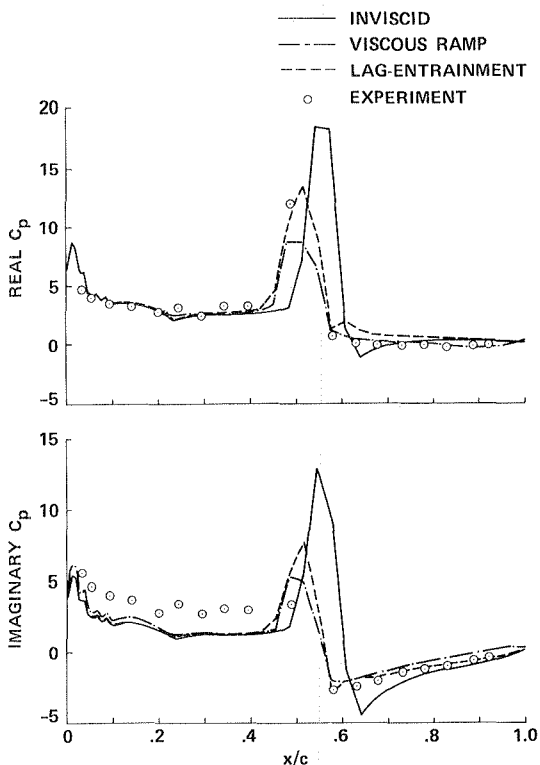 INVISCID
VISCOUS RAMP
LAG-ENTRAINMENT
EXPERIMENT
20
15
10
5
0
-5
REAL Cp
15
10
5
0
-5
IMAGINARY Cp
0 .2 .4 .6 .8 1.0
x/c